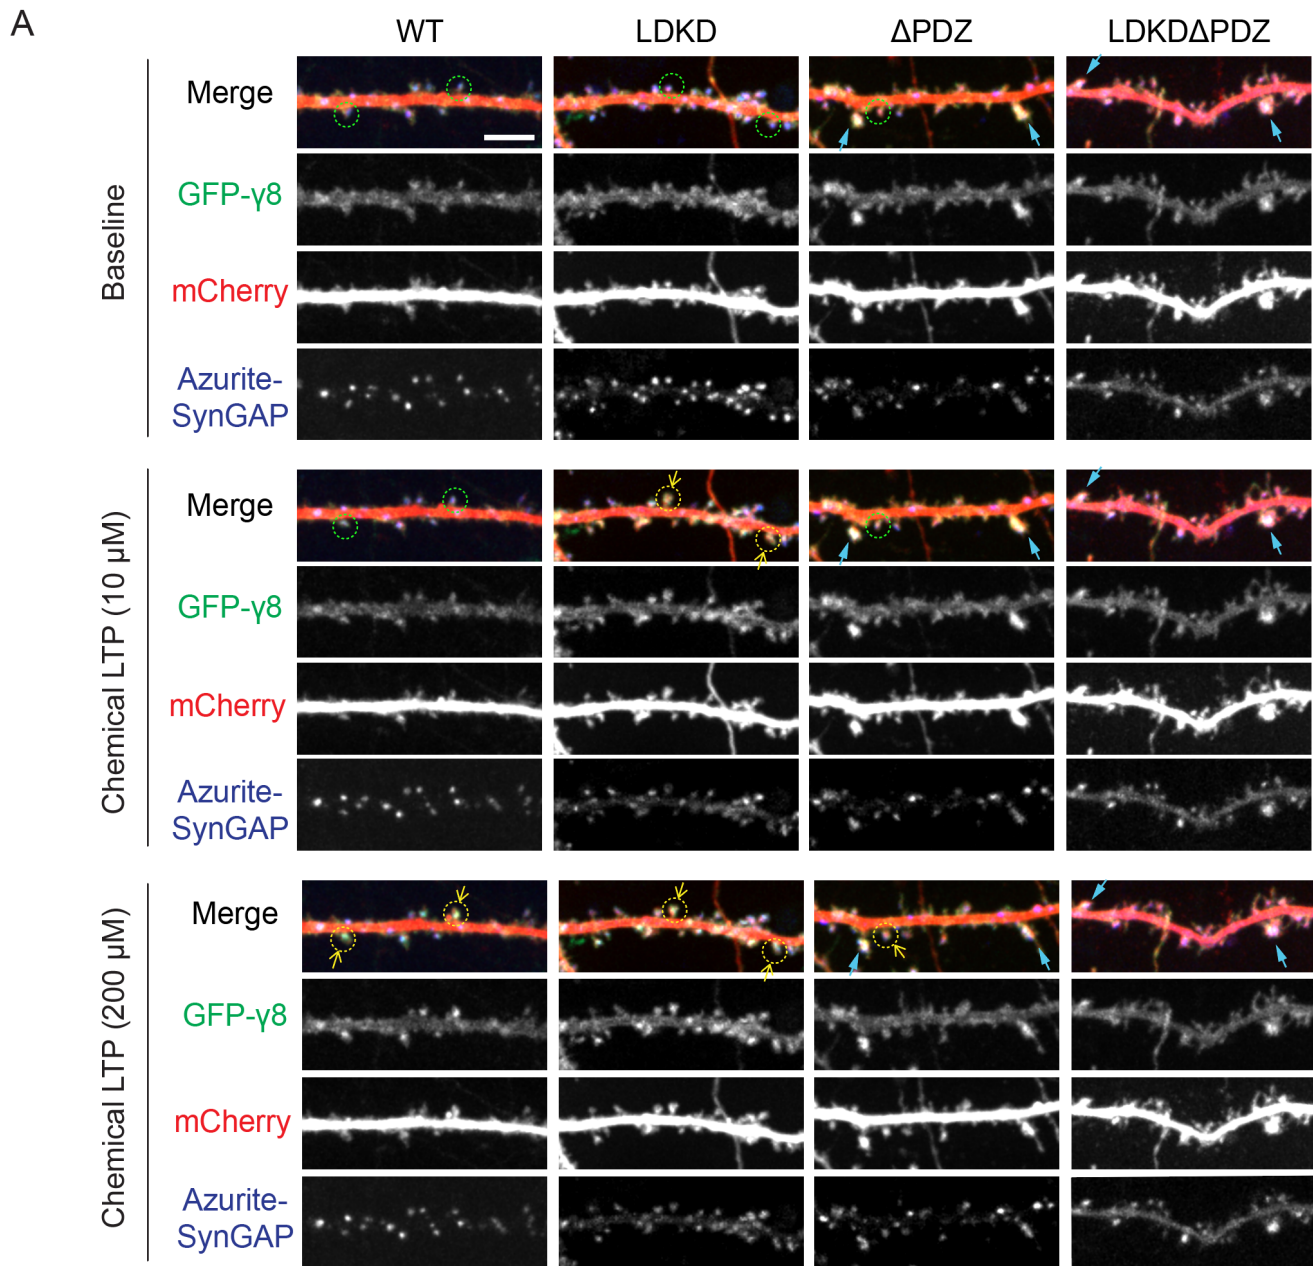 A
WT
LDKD
ΔPDZ
LDKDΔPDZ
Baseline
Merge
GFP-γ8
mCherry
Azurite-
SynGAP
Chemical LTP (10 µM)
Merge
GFP-γ8
mCherry
Azurite-
SynGAP
Chemical LTP (200 µM)
Merge
GFP-γ8
mCherry
Azurite-
SynGAP